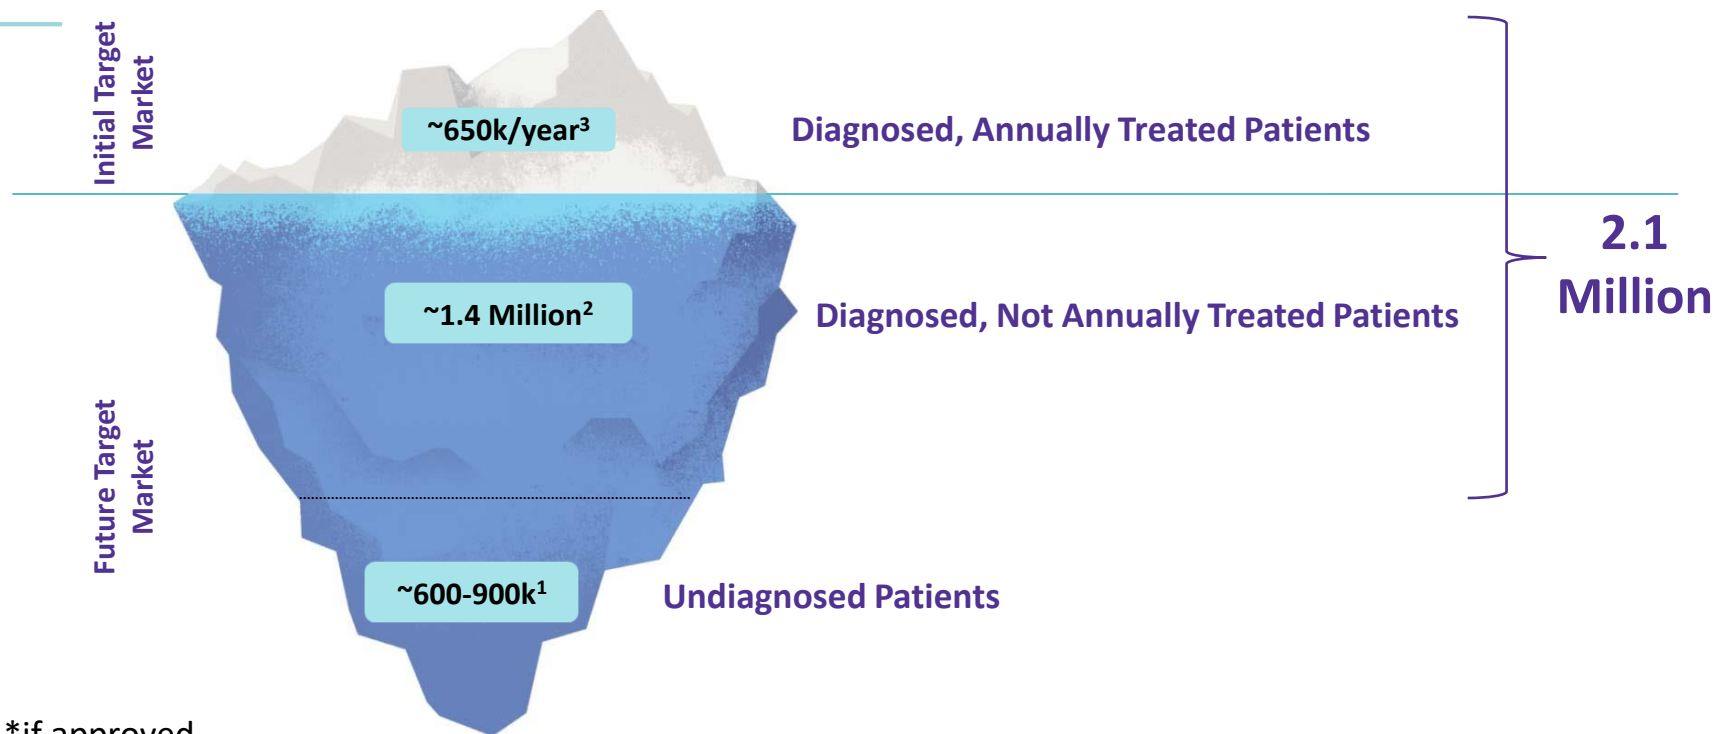 Initial Target
Market
~650k/year³
Diagnosed, Annually Treated Patients
2.1
Million
~1.4 Million²
Diagnosed, Not Annually Treated Patients
Future Target
Market
~600-900k¹
Undiagnosed Patients
*if approved